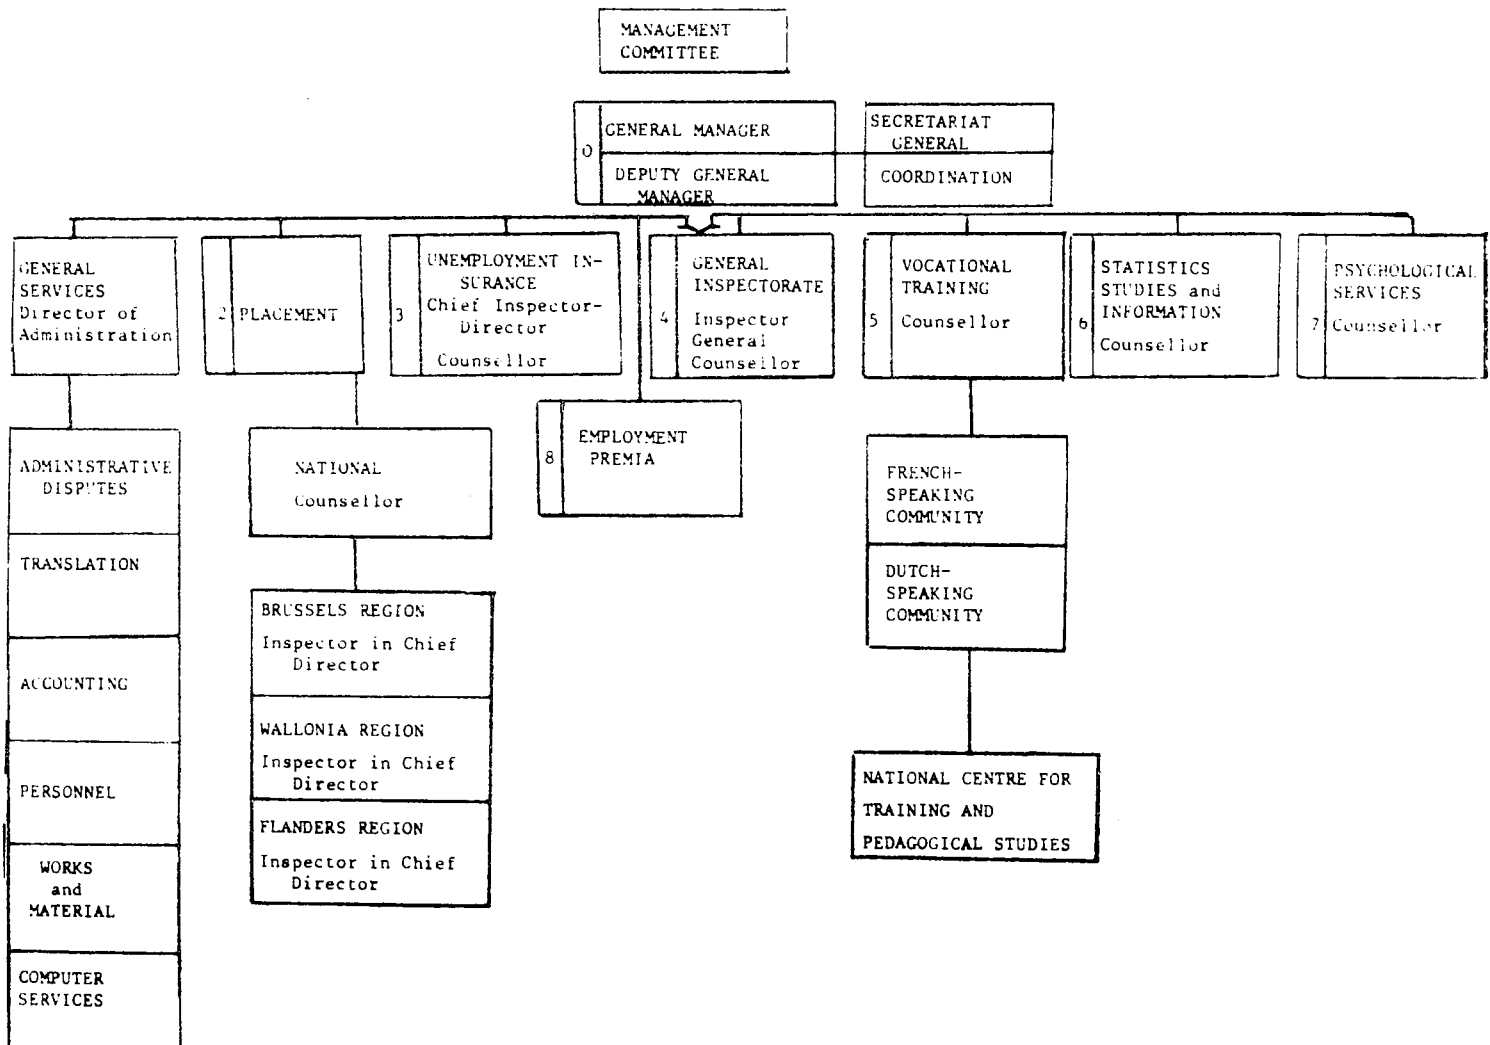 MANAGEMENT
COMMITTEE
0
GENERAL MANAGER
DEPUTY GENERAL
MANAGER
SECRETARIAT
GENERAL
COORDINATION
GENERAL
SERVICES
Director of
Administration
2
PLACEMENT
3
UNEMPLOYMENT IN-
SURANCE
Chief Inspector-
Director
Counsellor
4
GENERAL
INSPECTORATE
Inspector
General
Counsellor
5
VOCATIONAL
TRAINING
Counsellor
6
STATISTICS
STUDIES and
INFORMATION
Counsellor
7
PSYCHOLOGICAL
SERVICES
Counsellor
8
EMPLOYMENT
PREMIA
ADMINISTRATIVE
DISPUTES
TRANSLATION
ACCOUNTING
PERSONNEL
WORKS
and
MATERIAL
COMPUTER
SERVICES
NATIONAL
Counsellor
BRUSSELS REGION
Inspector in Chief
Director
WALLONIA REGION
Inspector in Chief
Director
FLANDERS REGION
Inspector in Chief
Director
FRENCH-
SPEAKING
COMMUNITY
DUTCH-
SPEAKING
COMMUNITY
NATIONAL CENTRE FOR
TRAINING AND
PEDAGOGICAL STUDIES